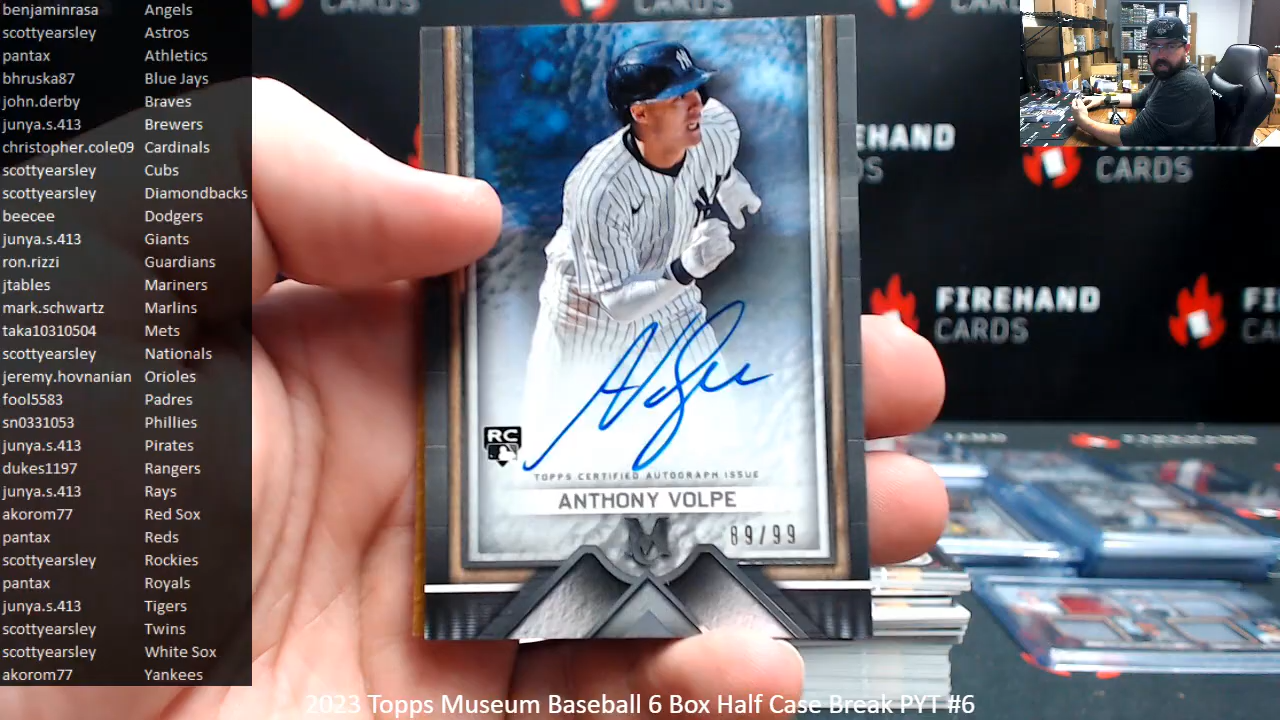 benjaminrasa Angels
scottyearsley Astros
pantax Athletics
bhruska87 Blue Jays
john.derby Braves
junya.s.413 Brewers
christopher.cole09 Cardinals
scottyearsley Cubs
scottyearsley Diamondbacks
beecee Dodgers
junya.s.413 Giants
ron.rizzi Guardians
jtables Mariners
mark.schwartz Marlins
taka10310504 Mets
scottyearsley Nationals
jeremy.hovnanian Orioles
fool5583 Padres
sn0331053 Phillies
junya.s.413 Pirates
dukes1197 Rangers
junya.s.413 Rays
akorom77 Red Sox
pantax Reds
scottyearsley Rockies
pantax Royals
junya.s.413 Tigers
scottyearsley Twins
scottyearsley White Sox
akorom77 Yankees
NY
RC
TOPPS CERTIFIED AUTOGRAPH ISSUE
ANTHONY VOLPE
M
89/99
EHAND
CARDS
FIREHAND
CARDS
FI
2023 Topps Museum Baseball 6 Box Half Case Break PYT #6